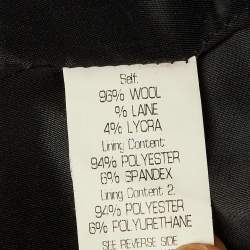 Self:
96% WOOL
% LAINE
4% LYCRA
Lining Content:
94% POLYESTER
6% SPANDEX
Lining Content 2:
94% POLYESTER
6% POLYURETHANE
SEE REVERSE SIDE